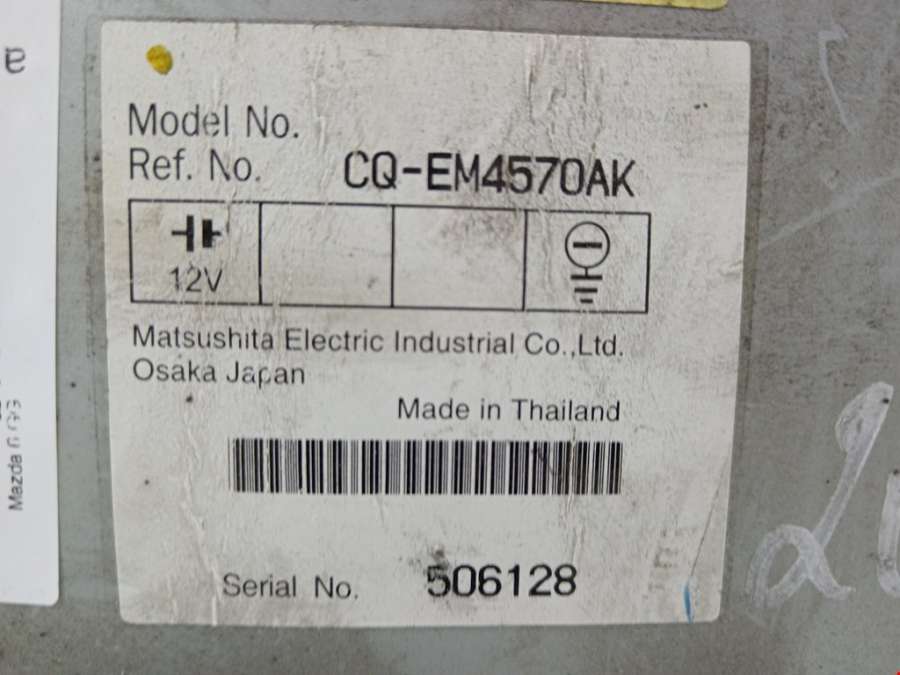 Model No.
Ref. No. CQ-EM4570AK
12V
Matsushita Electric Industrial Co.,Ltd.
Osaka Japan
Made in Thailand
Serial No. 506128
Mazda